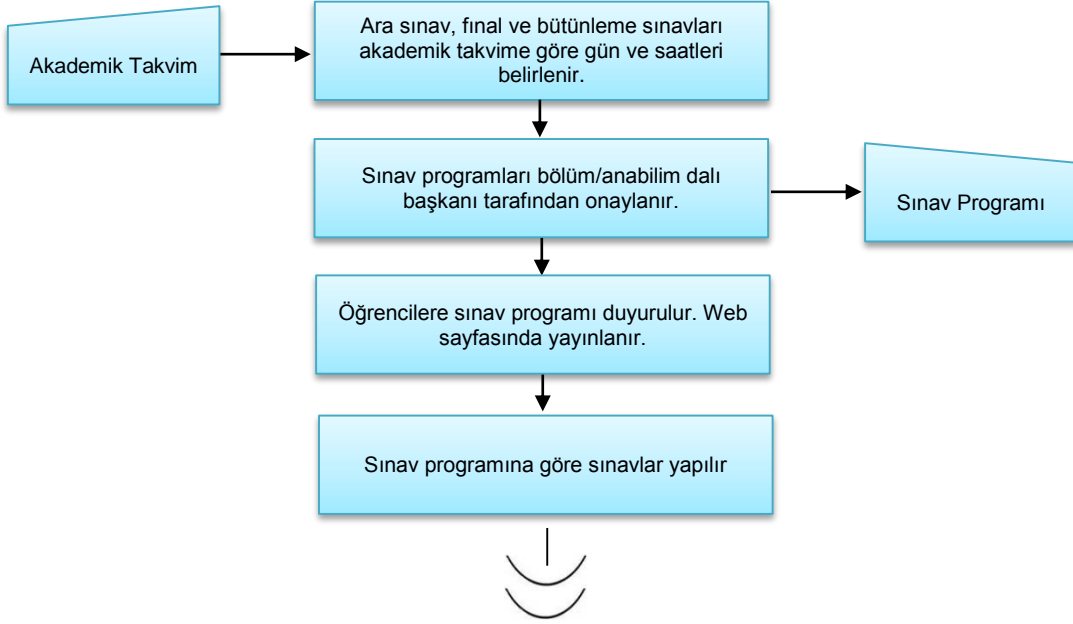 Akademik Takvim
Ara sınav, fınal ve bütünleme sınavları
akademik takvime göre gün ve saatleri
belirlenir.
Sınav programları bölüm/anabilim dalı
başkanı tarafından onaylanır.
Sınav Programı
Öğrencilere sınav programı duyurulur. Web
sayfasında yayınlanır.
Sınav programına göre sınavlar yapılır